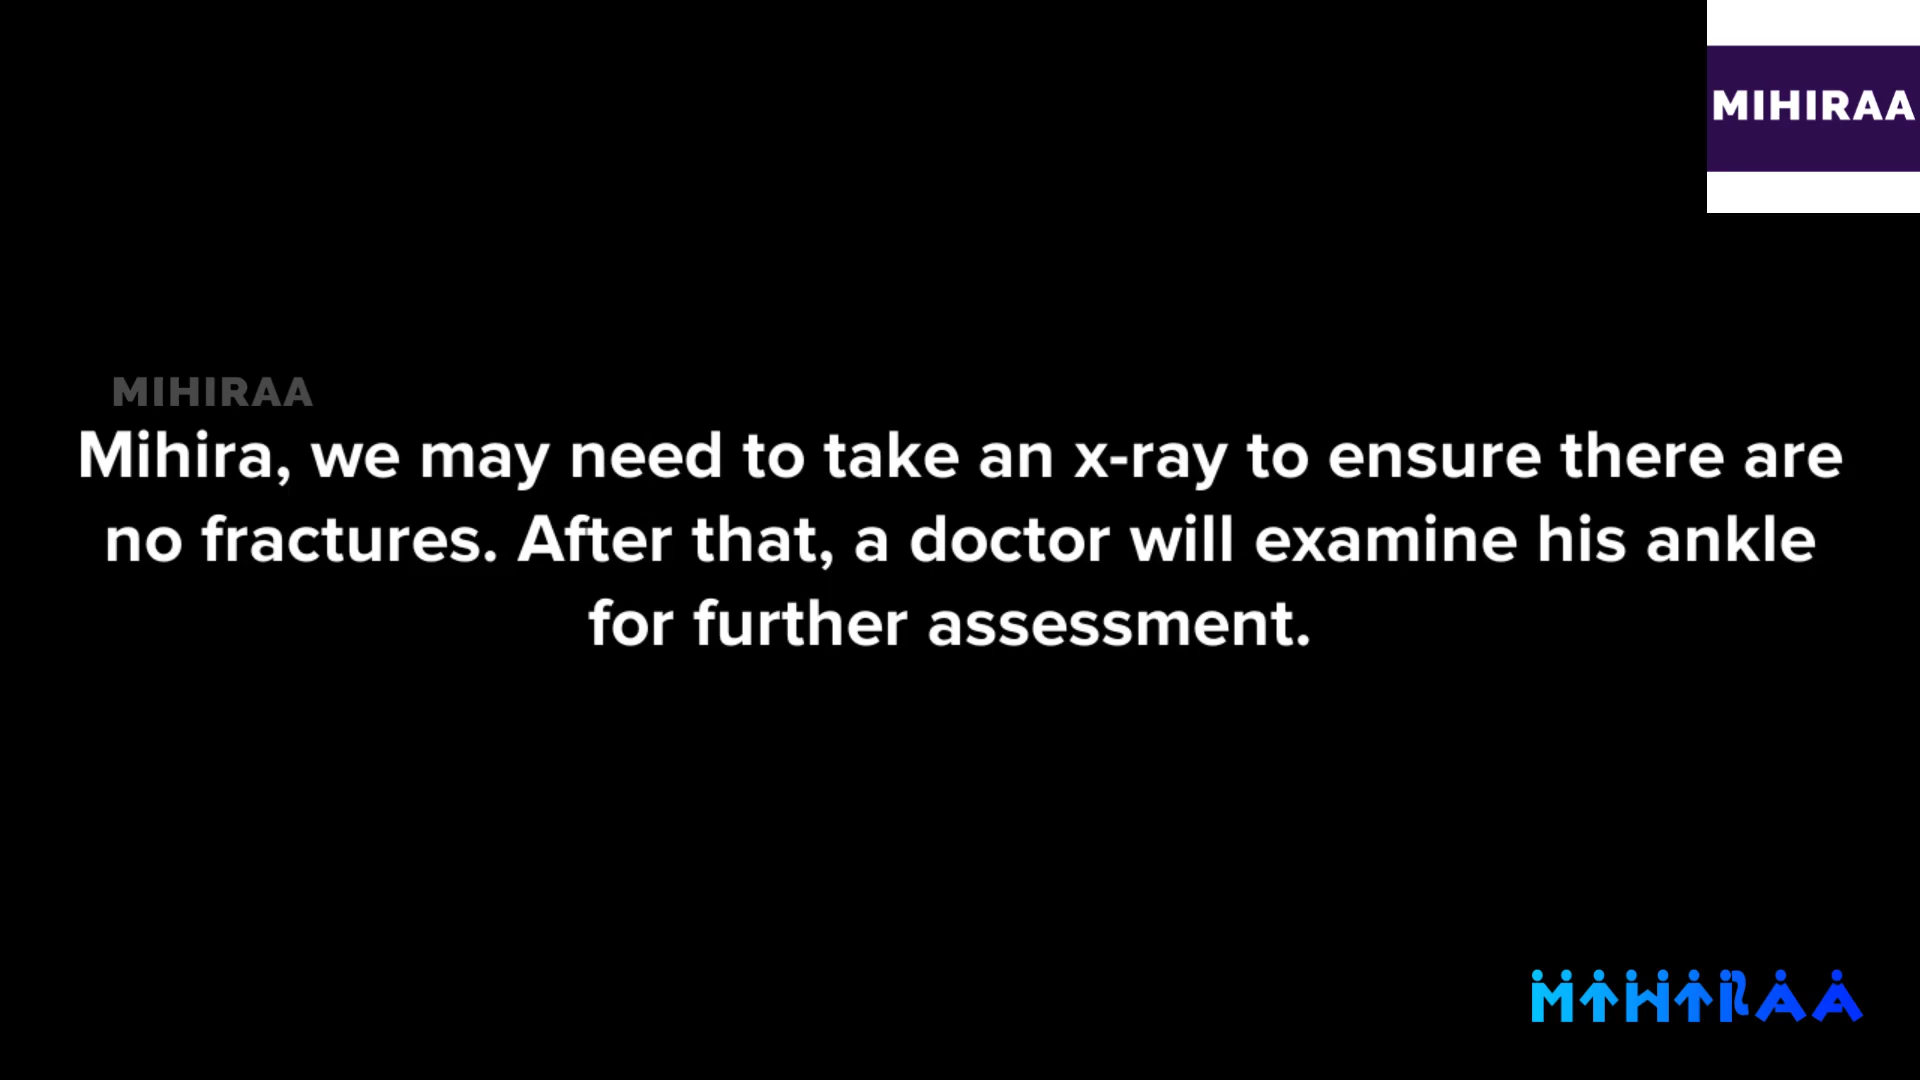 MIHIRAA
MIHIRAA
Mihira, we may need to take an x-ray to ensure there are
no fractures. After that, a doctor will examine his ankle
for further assessment.
MIHIRAA